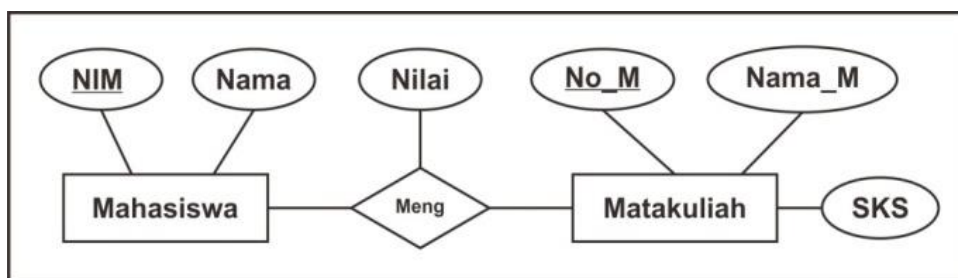 NIM
Nama
Nilai
No_M
Nama_M
Mahasiswa
Meng
Matakuliah
SKS